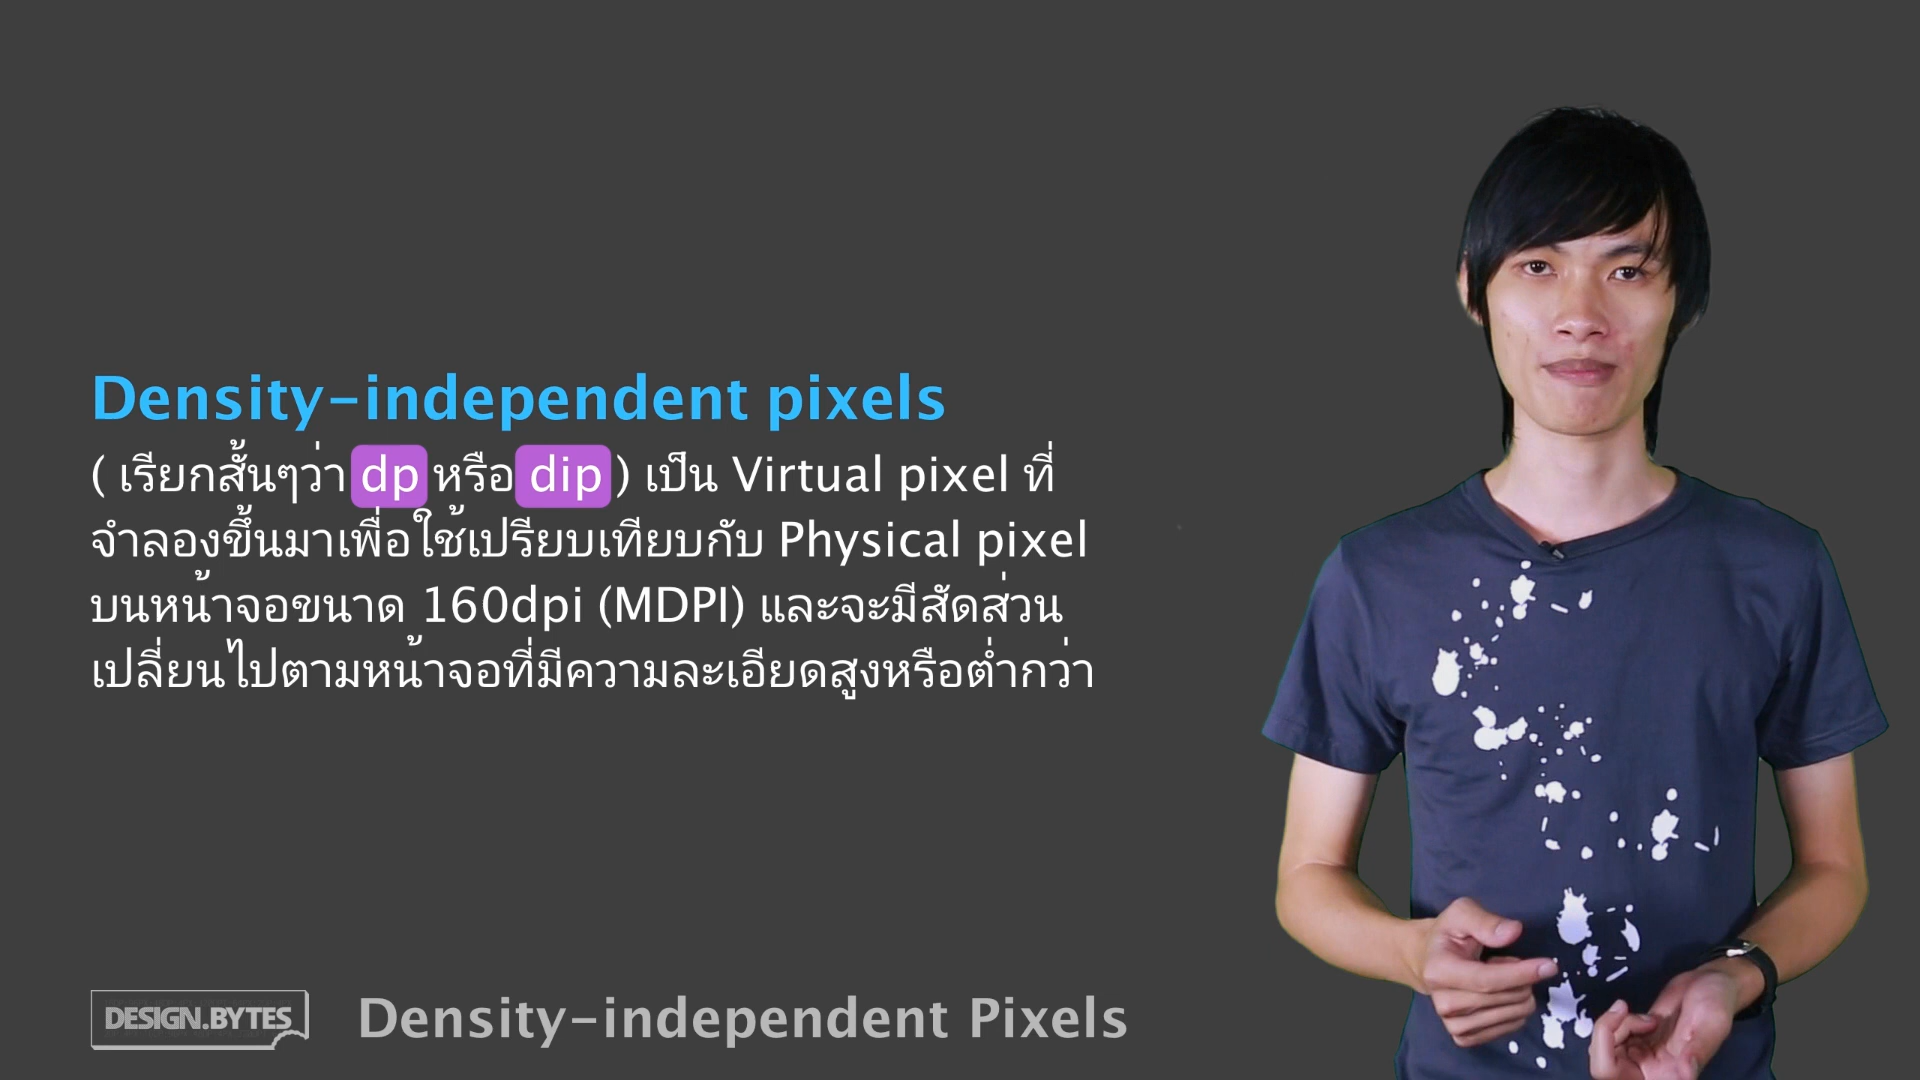 Density-independent pixels
( เรียกสั้นๆว่า dp หรือ dip ) เป็น Virtual pixel ที่
จำลองขึ้นมาเพื่อใช้เปรียบเทียบกับ Physical pixel
บนหน้าจอขนาด 160dpi (MDPI) และจะมีสัดส่วน
เปลี่ยนไปตามหน้าจอที่มีความละเอียดสูงหรือต่ำกว่า
DESIGN.BYTES Density-independent Pixels